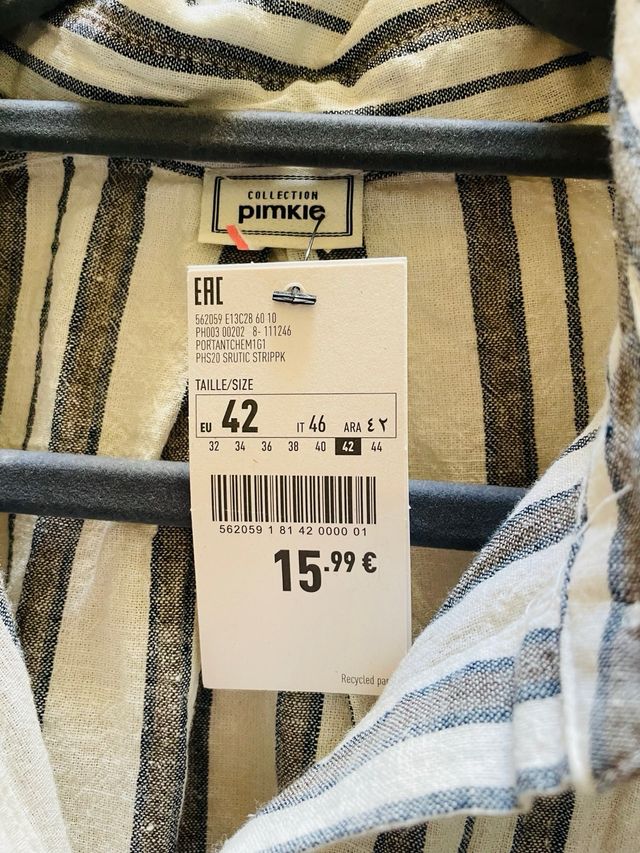 COLLECTION
pimkie
EAC
562059 E13C28 60 10
PH003 00202 8- 111246
PORTANTCHEM1G1
PHS20 SRUTIC STRIPPK
TAILLE/SIZE
EU 42 IT 46 ARA ٤٢
32 34 36 38 40 42 44
562059 1 81 42 0000 01
15.99 €
Recycled